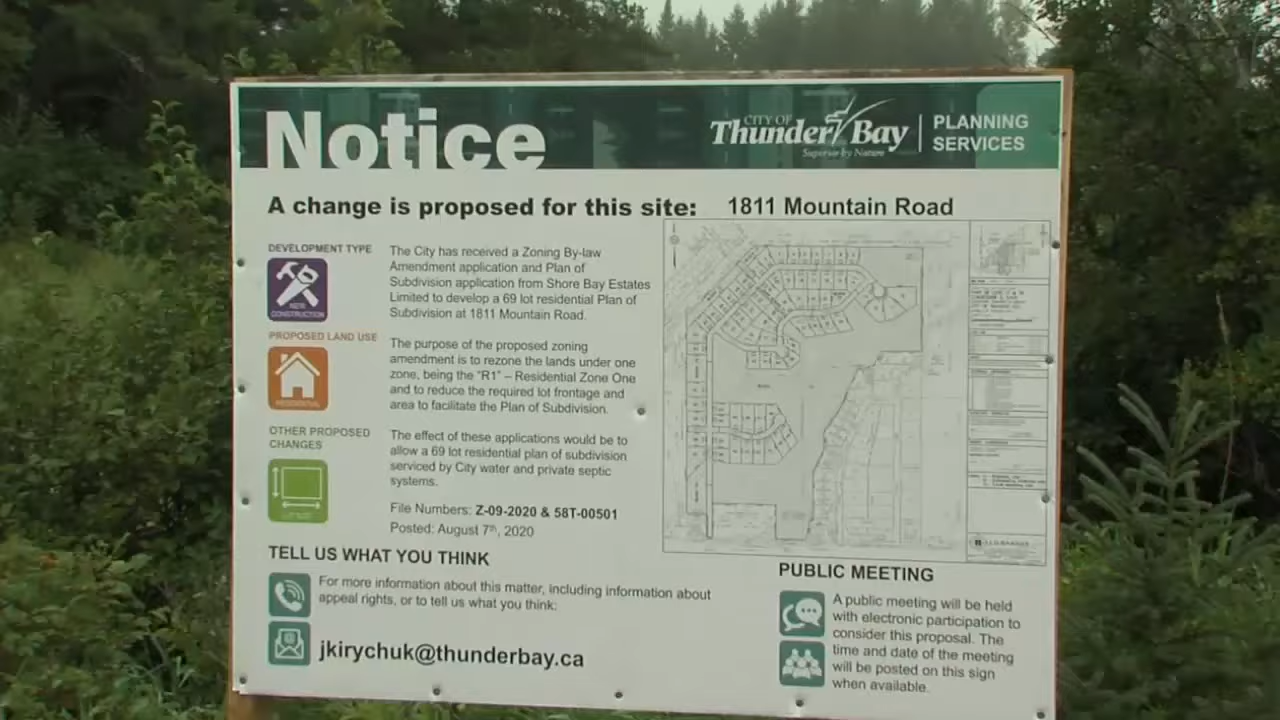 Notice
CITY OF
Thunder Bay
Superior by Nature
PLANNING
SERVICES
A change is proposed for this site: 1811 Mountain Road
DEVELOPMENT TYPE
NEW
CONSTRUCTION
The City has received a Zoning By-law
Amendment application and Plan of
Subdivision application from Shore Bay Estates
Limited to develop a 69 lot residential Plan of
Subdivision at 1811 Mountain Road.
PROPOSED LAND USE
RESIDENTIAL
The purpose of the proposed zoning
amendment is to rezone the lands under one
zone, being the "R1" – Residential Zone One
and to reduce the required lot frontage and
area to facilitate the Plan of Subdivision.
OTHER PROPOSED
CHANGES
The effect of these applications would be to
allow a 69 lot residential plan of subdivision
serviced by City water and private septic
systems.
File Numbers: Z-09-2020 & 58T-00501
Posted: August 7th, 2020
TELL US WHAT YOU THINK
For more information about this matter, including information about
appeal rights, or to tell us what you think:
jkirychuk@thunderbay.ca
PUBLIC MEETING
A public meeting will be held
with electronic participation to
consider this proposal. The
time and date of the meeting
will be posted on this sign
when available.